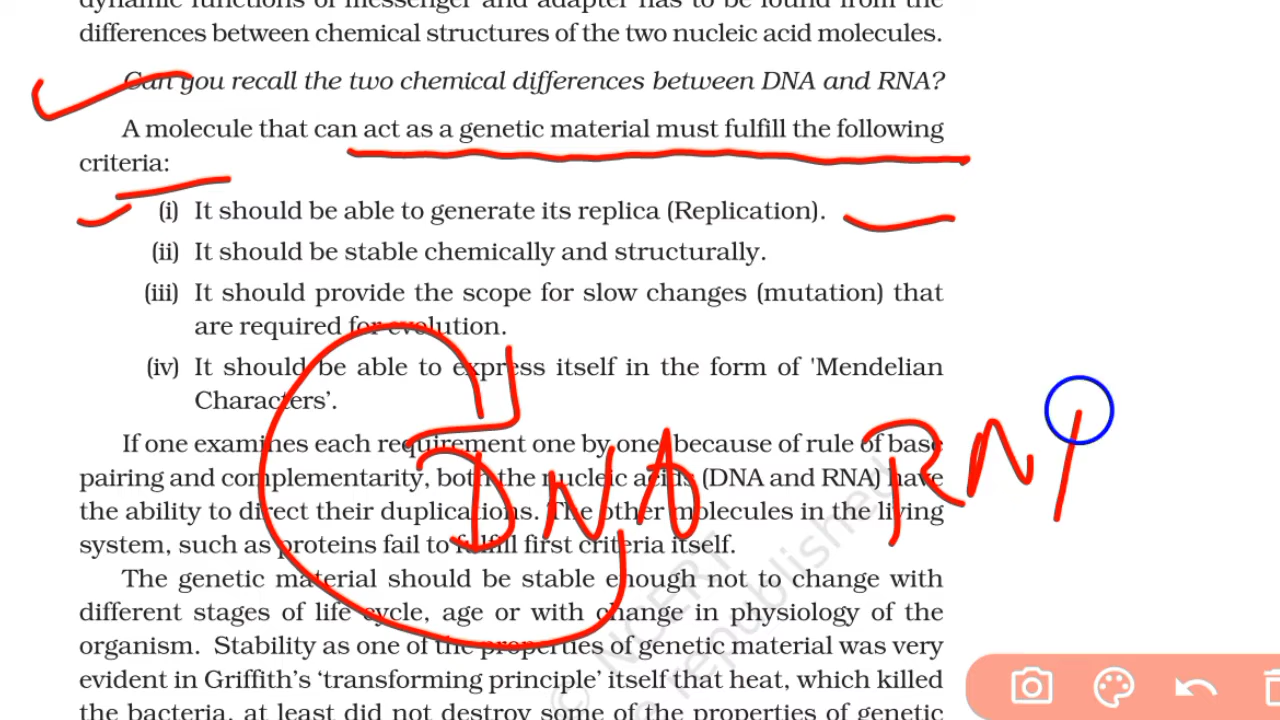 dynamic functions of messenger and adapter has to be found from the
differences between chemical structures of the two nucleic acid molecules.
Can you recall the two chemical differences between DNA and RNA?
A molecule that can act as a genetic material must fulfill the following
criteria:
(i) It should be able to generate its replica (Replication).
(ii) It should be stable chemically and structurally.
(iii) It should provide the scope for slow changes (mutation) that
are required for evolution.
(iv) It should be able to express itself in the form of 'Mendelian
Characters’.
If one examines each requirement one by one, because of rule of base
pairing and complementarity, both the nucleic acids (DNA and RNA) have
the ability to direct their duplications. The other molecules in the living
system, such as proteins fail to fulfill first criteria itself.
DNA RN
The genetic material should be stable enough not to change with
different stages of life cycle, age or with change in physiology of the
organism. Stability as one of the properties of genetic material was very
evident in Griffith’s ‘transforming principle’ itself that heat, which killed
the bacteria, at least did not destroy some of the properties of genetic
© NCERT
republished